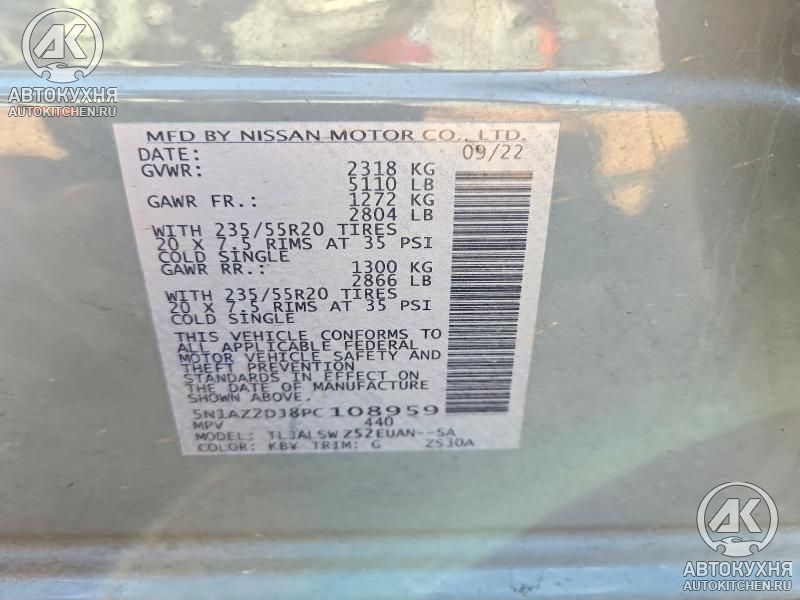 АК
АВТОКУХНЯ
AUTOKITCHEN.RU
MFD BY NISSAN MOTOR CO., LTD.
DATE: 09/22
GVWR: 2318 KG
5110 LB
GAWR FR.: 1272 KG
2804 LB
WITH 235/55R20 TIRES
20 X 7.5 RIMS AT 35 PSI
COLD SINGLE
GAWR RR.: 1300 KG
2866 LB
WITH 235/55R20 TIRES
20 X 7.5 RIMS AT 35 PSI
COLD SINGLE
THIS VEHICLE CONFORMS TO
ALL APPLICABLE FEDERAL
MOTOR VEHICLE SAFETY AND
THEFT PREVENTION
STANDARDS IN EFFECT ON
THE DATE OF MANUFACTURE
SHOWN ABOVE.
5N1AZ2DJ8PC108959
MPV 440
MODEL: TLJALSW Z52EUAN--SA
COLOR: KBY TRIM: G ZS30A
АК
АВТОКУХНЯ
AUTOKITCHEN.RU